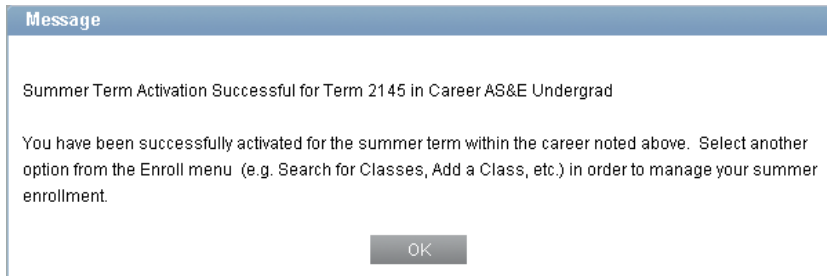 Message
Summer Term Activation Successful for Term 2145 in Career AS&E Undergrad
You have been successfully activated for the summer term within the career noted above.  Select another
option from the Enroll menu  (e.g. Search for Classes, Add a Class, etc.) in order to manage your summer
enrollment.
OK